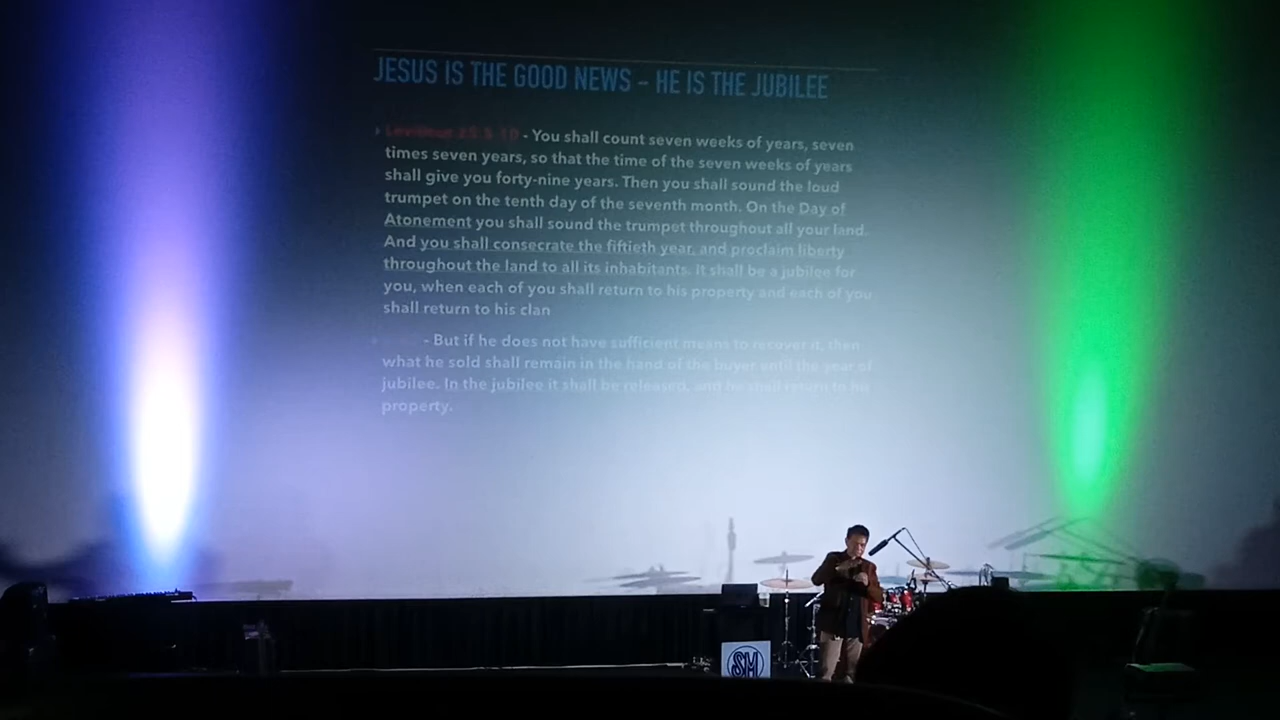 JESUS IS THE GOOD NEWS – HE IS THE JUBILEE
Leviticus 25:8-10 - You shall count seven weeks of years, seven
times seven years, so that the time of the seven weeks of years
shall give you forty-nine years. Then you shall sound the loud
trumpet on the tenth day of the seventh month. On the Day of
Atonement you shall sound the trumpet throughout all your land.
And you shall consecrate the fiftieth year, and proclaim liberty
throughout the land to all its inhabitants. It shall be a jubilee for
you, when each of you shall return to his property and each of you
shall return to his clan
- But if he does not have sufficient means to recover it, then
what he sold shall remain in the hand of the buyer until the year of
jubilee. In the jubilee it shall be released, and he shall return to his
property.
SM